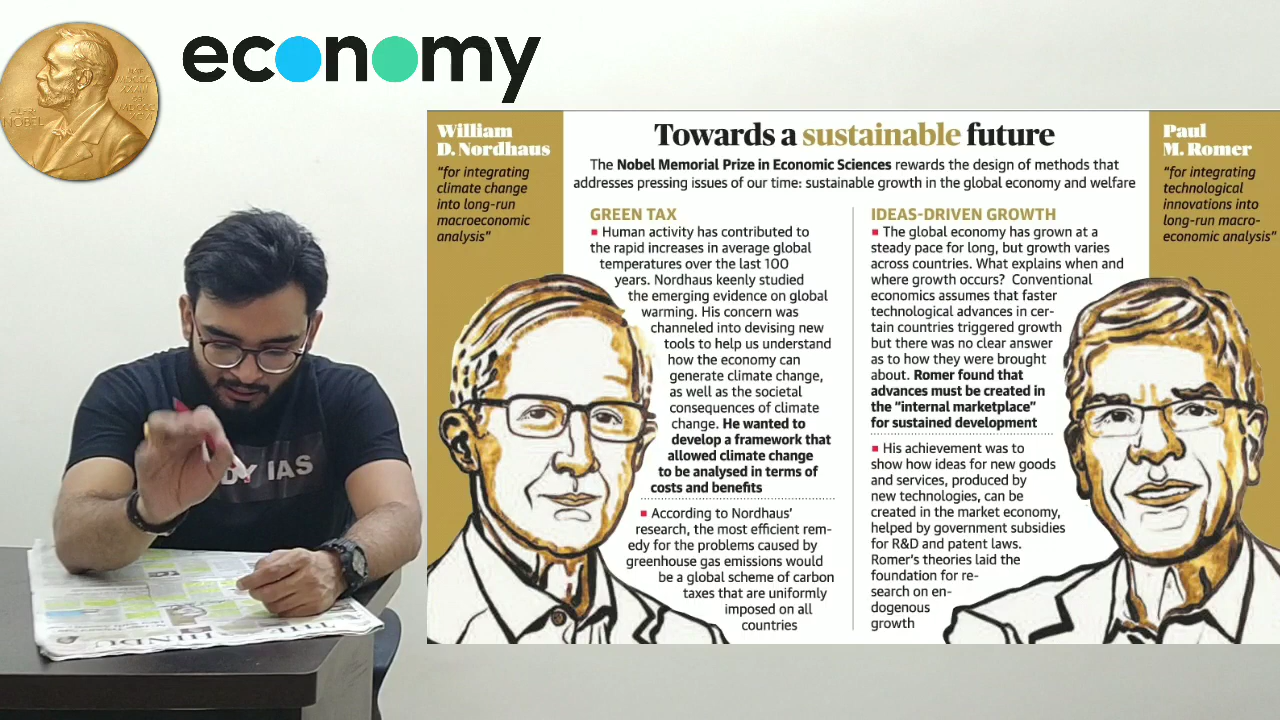 economy
ALFR.
NOBEL
William
D. Nordhaus
"for integrating
climate change
into long-run
macroeconomic
analysis"
Towards a sustainable future
The Nobel Memorial Prize in Economic Sciences rewards the design of methods that
addresses pressing issues of our time: sustainable growth in the global economy and welfare
GREEN TAX
Human activity has contributed to
the rapid increases in average global
temperatures over the last 100
years. Nordhaus keenly studied
the emerging evidence on global
warming. His concern was
channeled into devising new
tools to help us understand
how the economy can
generate climate change,
as well as the societal
consequences of climate
change. He wanted to
develop a framework that
allowed climate change
to be analysed in terms of
costs and benefits
According to Nordhaus'
research, the most efficient rem-
edy for the problems caused by
greenhouse gas emissions would
be a global scheme of carbon
taxes that are uniformly
imposed on all
countries
IDEAS-DRIVEN GROWTH
The global economy has grown at a
steady pace for long, but growth varies
across countries. What explains when and
where growth occurs? Conventional
economics assumes that faster
technological advances in cer-
tain countries triggered growth
but there was no clear answer
as to how they were brought
about. Romer found that
advances must be created in
the "internal marketplace"
for sustained development
His achievement was to
show how ideas for new goods
and services, produced by
new technologies, can be
created in the market economy,
helped by government subsidies
for R&D and patent laws.
Romer's theories laid the
foundation for re-
search on en-
dogenous
growth
Paul
M. Romer
"for integrating
technological
innovations into
long-run macro-
economic analysis"
IAS
THE HINDU